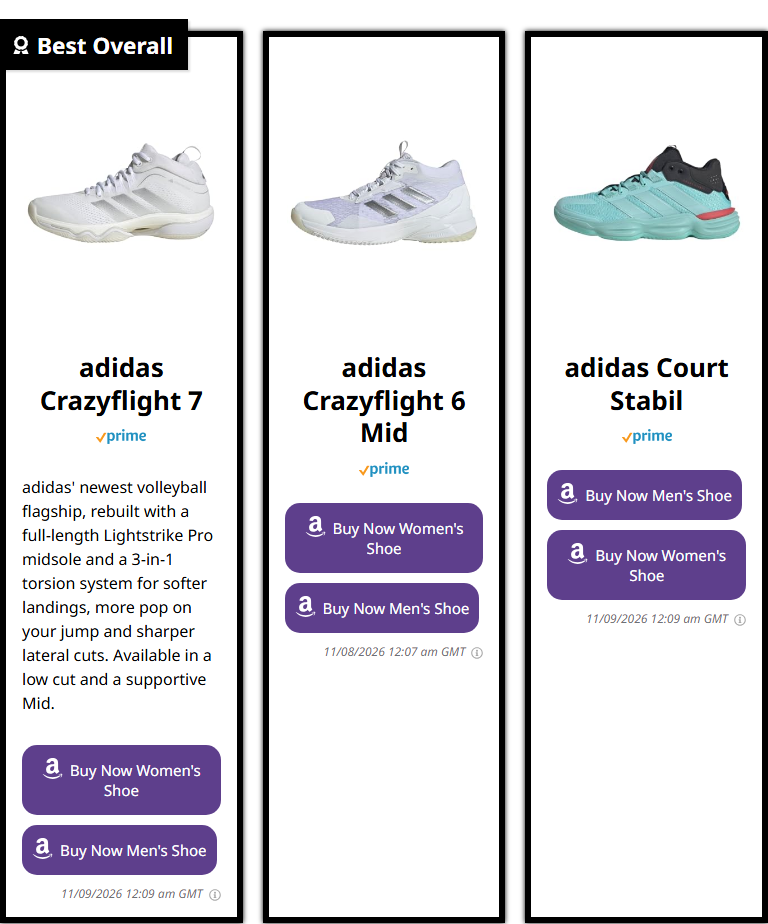 Best Overall
adidas
Crazyflight 7
prime
adidas' newest volleyball
flagship, rebuilt with a
full-length Lightstrike Pro
midsole and a 3-in-1
torsion system for softer
landings, more pop on
your jump and sharper
lateral cuts. Available in a
low cut and a supportive
Mid.
Buy Now Women's
Shoe
Buy Now Men's Shoe
11/09/2026 12:09 am GMT
adidas
Crazyflight 6
Mid
prime
Buy Now Women's
Shoe
Buy Now Men's Shoe
11/08/2026 12:07 am GMT
adidas Court
Stabil
prime
Buy Now Men's Shoe
Buy Now Women's
Shoe
11/09/2026 12:09 am GMT